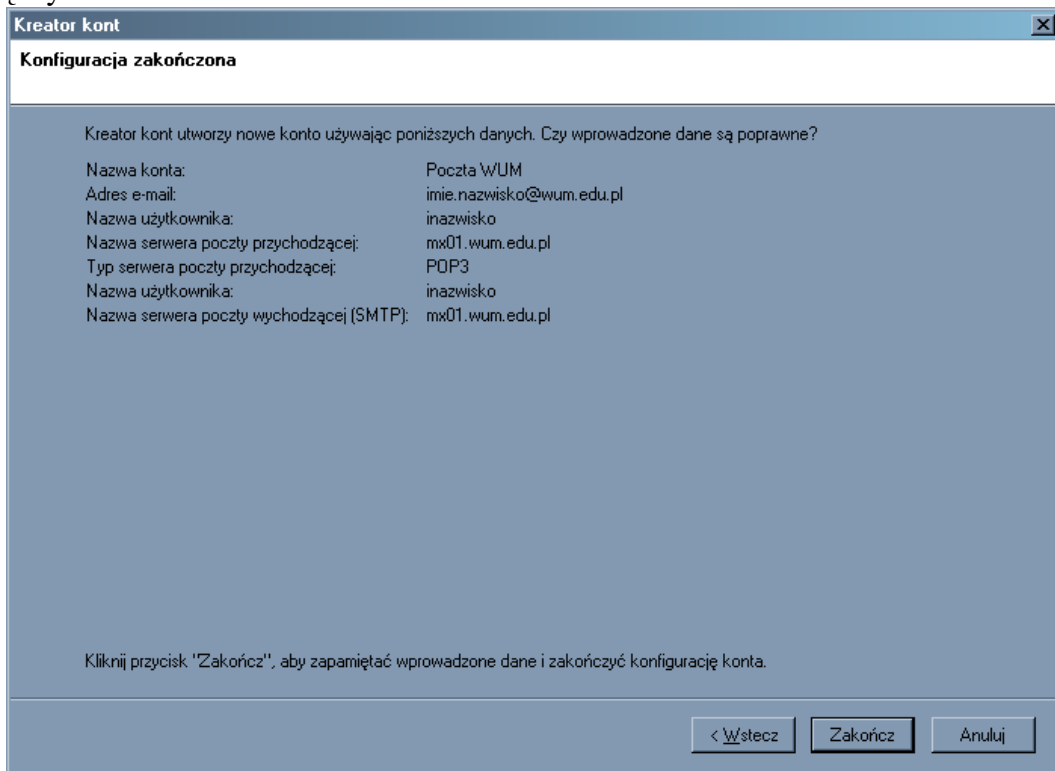 Kreator kont
Konfiguracja zakończona
Kreator kont utworzy nowe konto używając poniższych danych. Czy wprowadzone dane są poprawne?
Nazwa konta: Poczta WUM
Adres e-mail: imie.nazwisko@wum.edu.pl
Nazwa użytkownika: inazwisko
Nazwa serwera poczty przychodzącej: mx01.wum.edu.pl
Typ serwera poczty przychodzącej: POP3
Nazwa użytkownika: inazwisko
Nazwa serwera poczty wychodzącej (SMTP): mx01.wum.edu.pl
Kliknij przycisk "Zakończ", aby zapamiętać wprowadzone dane i zakończyć konfigurację konta.
< Wstecz Zakończ Anuluj